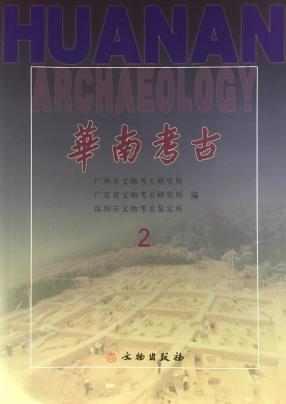 HUANAN
ARCHAEOLOGY
華南考古
广州市文物考古研究所
广东省文物考古研究所 编
深圳市文物考古鉴定所
2
文物出版社